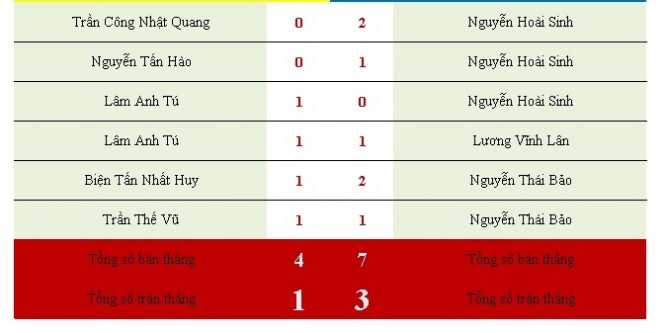 Trần Công Nhật Quang 0 2 Nguyễn Hoài Sinh
Nguyễn Tấn Hào 0 1 Nguyễn Hoài Sinh
Lâm Anh Tú 1 0 Nguyễn Hoài Sinh
Lâm Anh Tú 1 1 Lương Vĩnh Lân
Biện Tấn Nhất Huy 1 2 Nguyễn Thái Bảo
Trần Thế Vũ 1 1 Nguyễn Thái Bảo
Tổng số bàn thắng 4 7 Tổng số bàn thắng
Tổng số trận thắng 1 3 Tổng số trận thắng